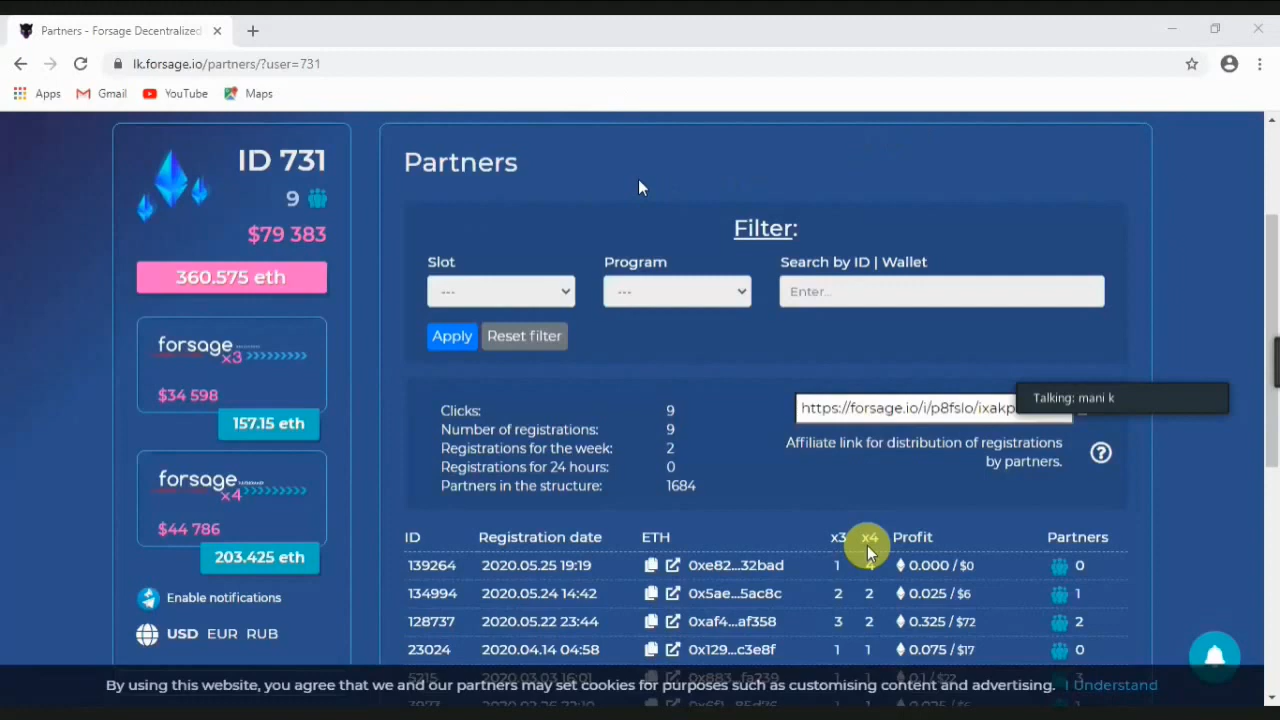 Partners - Forsage Decentralized
lk.forsage.io/partners/?user=731
Apps Gmail YouTube Maps
ID 731
9
$79 383
360.575 eth
forsage
x3
$34 598
157.15 eth
forsage
x4
$44 786
203.425 eth
Enable notifications
USD EUR RUB
Partners
Filter:
Slot Program Search by ID | Wallet
--- --- Enter...
Apply Reset filter
Clicks: 9
Number of registrations: 9
Registrations for the week: 2
Registrations for 24 hours: 0
Partners in the structure: 1684
https://forsage.io/i/p8fslo/ixakp
Talking: mani k
Affiliate link for distribution of registrations
by partners.
?
ID Registration date ETH x3 x4 Profit Partners
139264 2020.05.25 19:19 0xe82...32bad 1 4 0.000 / $0 0
134994 2020.05.24 14:42 0x5ae...5ac8c 2 2 0.025 / $6 1
128737 2020.05.22 23:44 0xaf4...af358 3 2 0.325 / $72 2
23024 2020.04.14 04:58 0x129...c3e8f 1 1 0.075 / $17 0
By using this website, you agree that we and our partners may set cookies for purposes such as customising content and advertising. I Understand